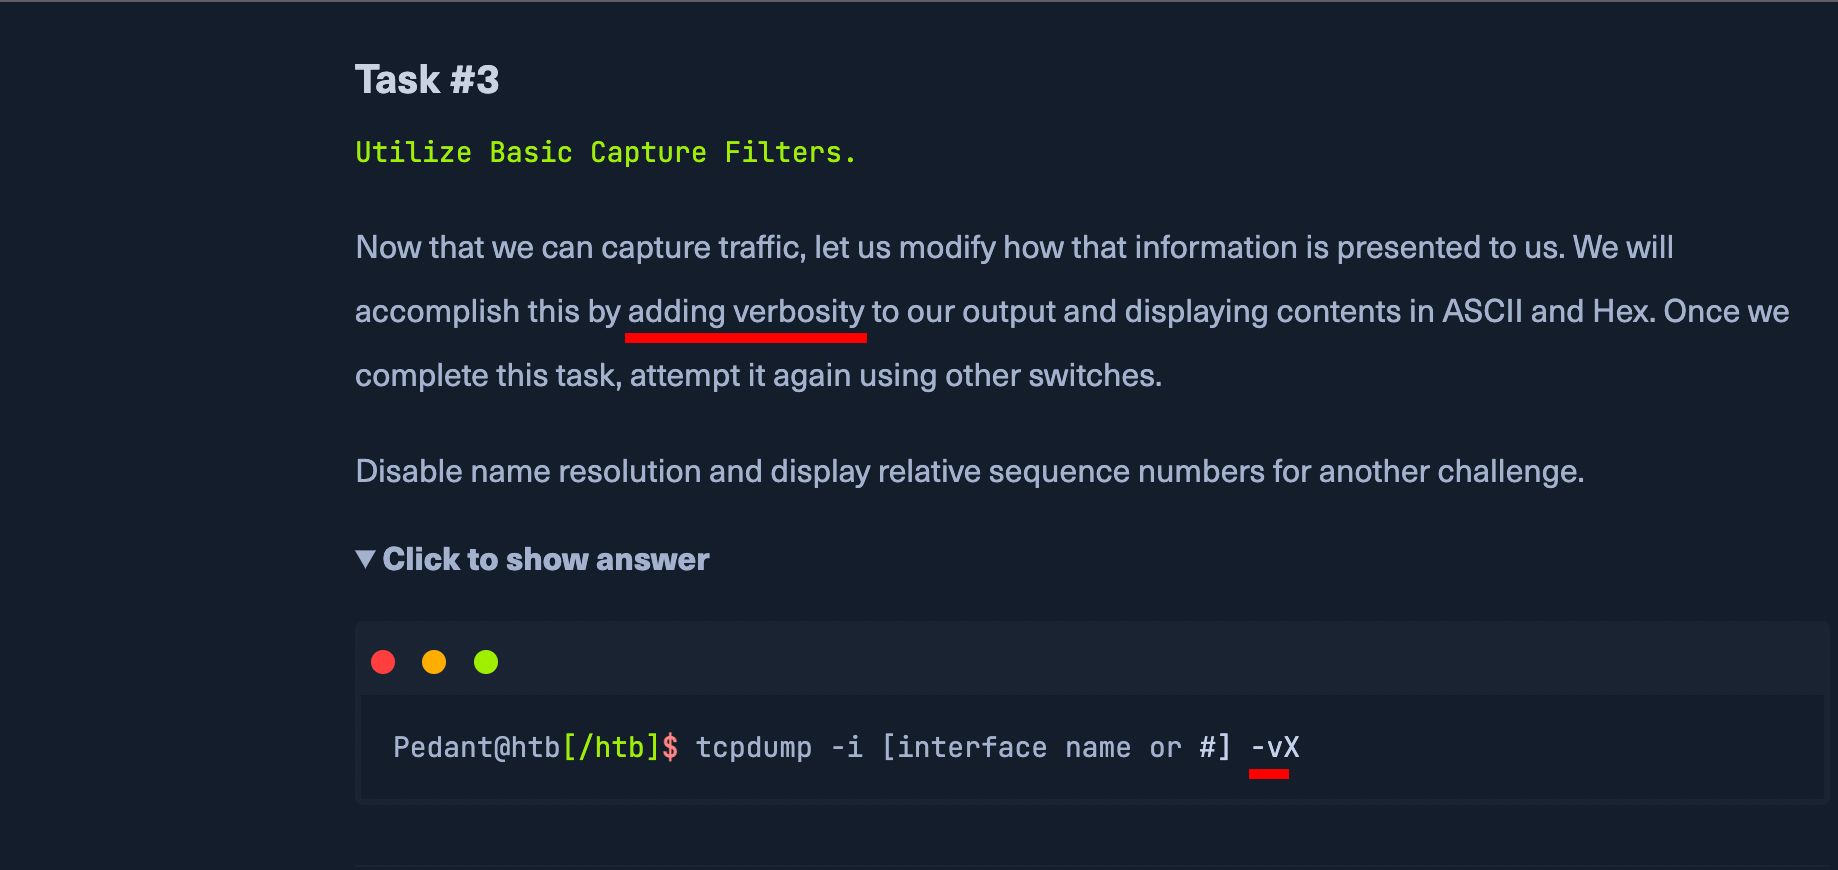 Task #3
Utilize Basic Capture Filters.
Now that we can capture traffic, let us modify how that information is presented to us. We will
accomplish this by adding verbosity to our output and displaying contents in ASCII and Hex. Once we
complete this task, attempt it again using other switches.
Disable name resolution and display relative sequence numbers for another challenge.
▼ Click to show answer
Pedant@htb[/htb]$ tcpdump -i [interface name or #] -vX